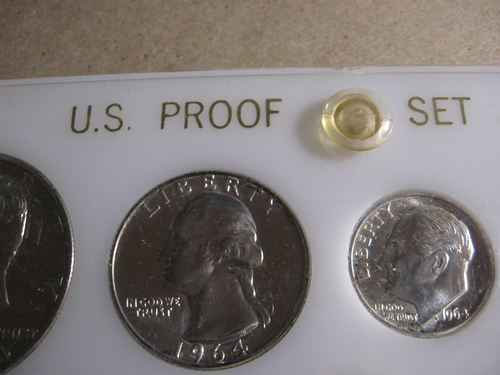 U.S. PROOF SET
LIBERTY
IN GOD WE
TRUST
1964
LIBERTY
IN GOD
WE TRUST
1964